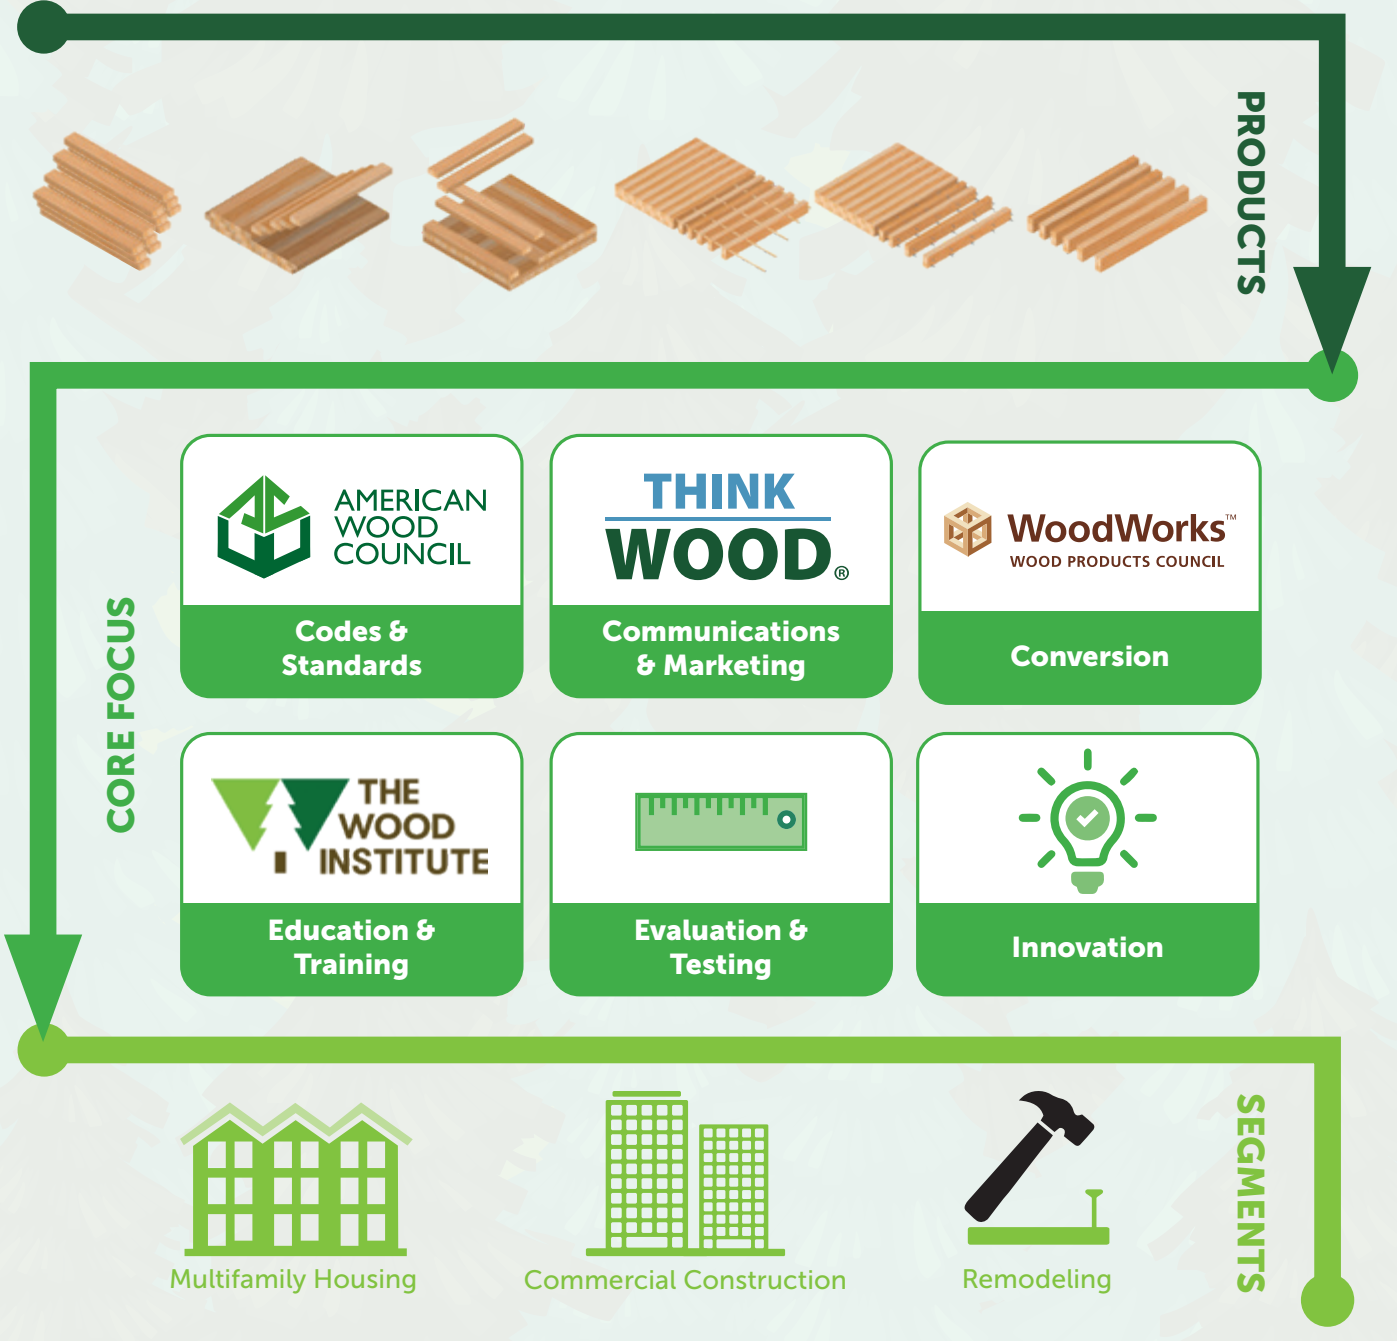 PRODUCTS
AMERICAN
WOOD
COUNCIL
Codes &
Standards
THINK
WOOD®
Communications
& Marketing
WoodWorks™
WOOD PRODUCTS COUNCIL
Conversion
CORE FOCUS
THE
WOOD
INSTITUTE
Education &
Training
Evaluation &
Testing
Innovation
SEGMENTS
Multifamily Housing
Commercial Construction
Remodeling